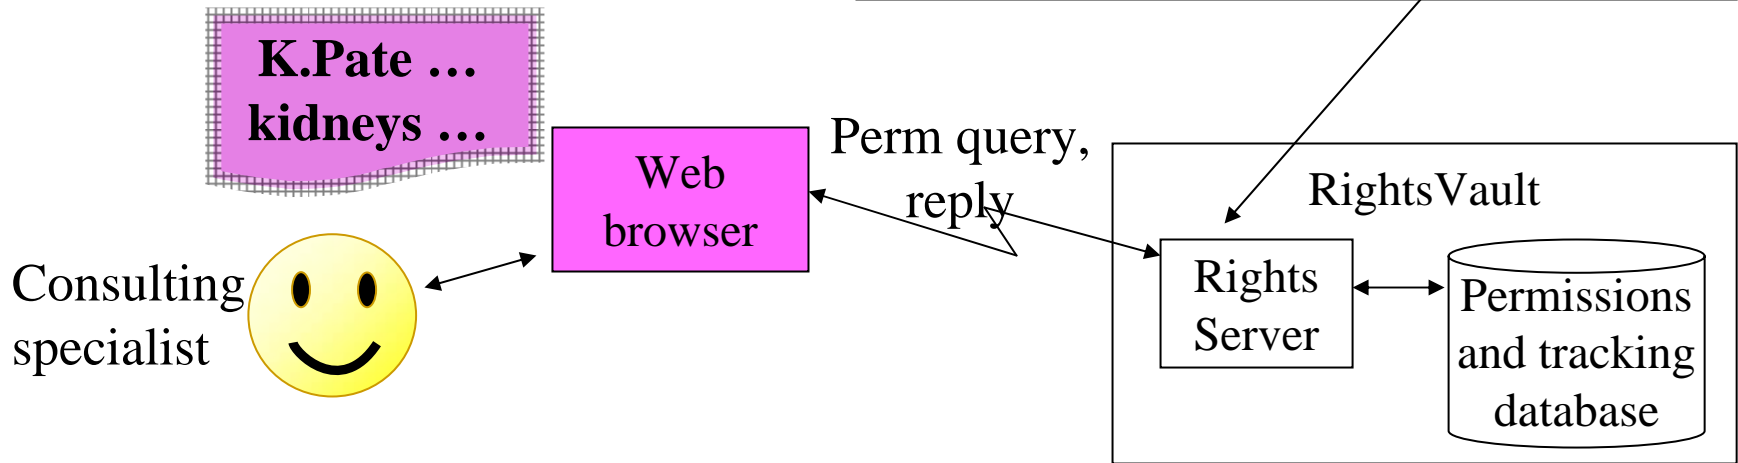 K.Pate …
kidneys …
Consulting
specialist
Web
browser
Perm query,
reply
RightsVault
Rights
Server
Permissions
and tracking
database